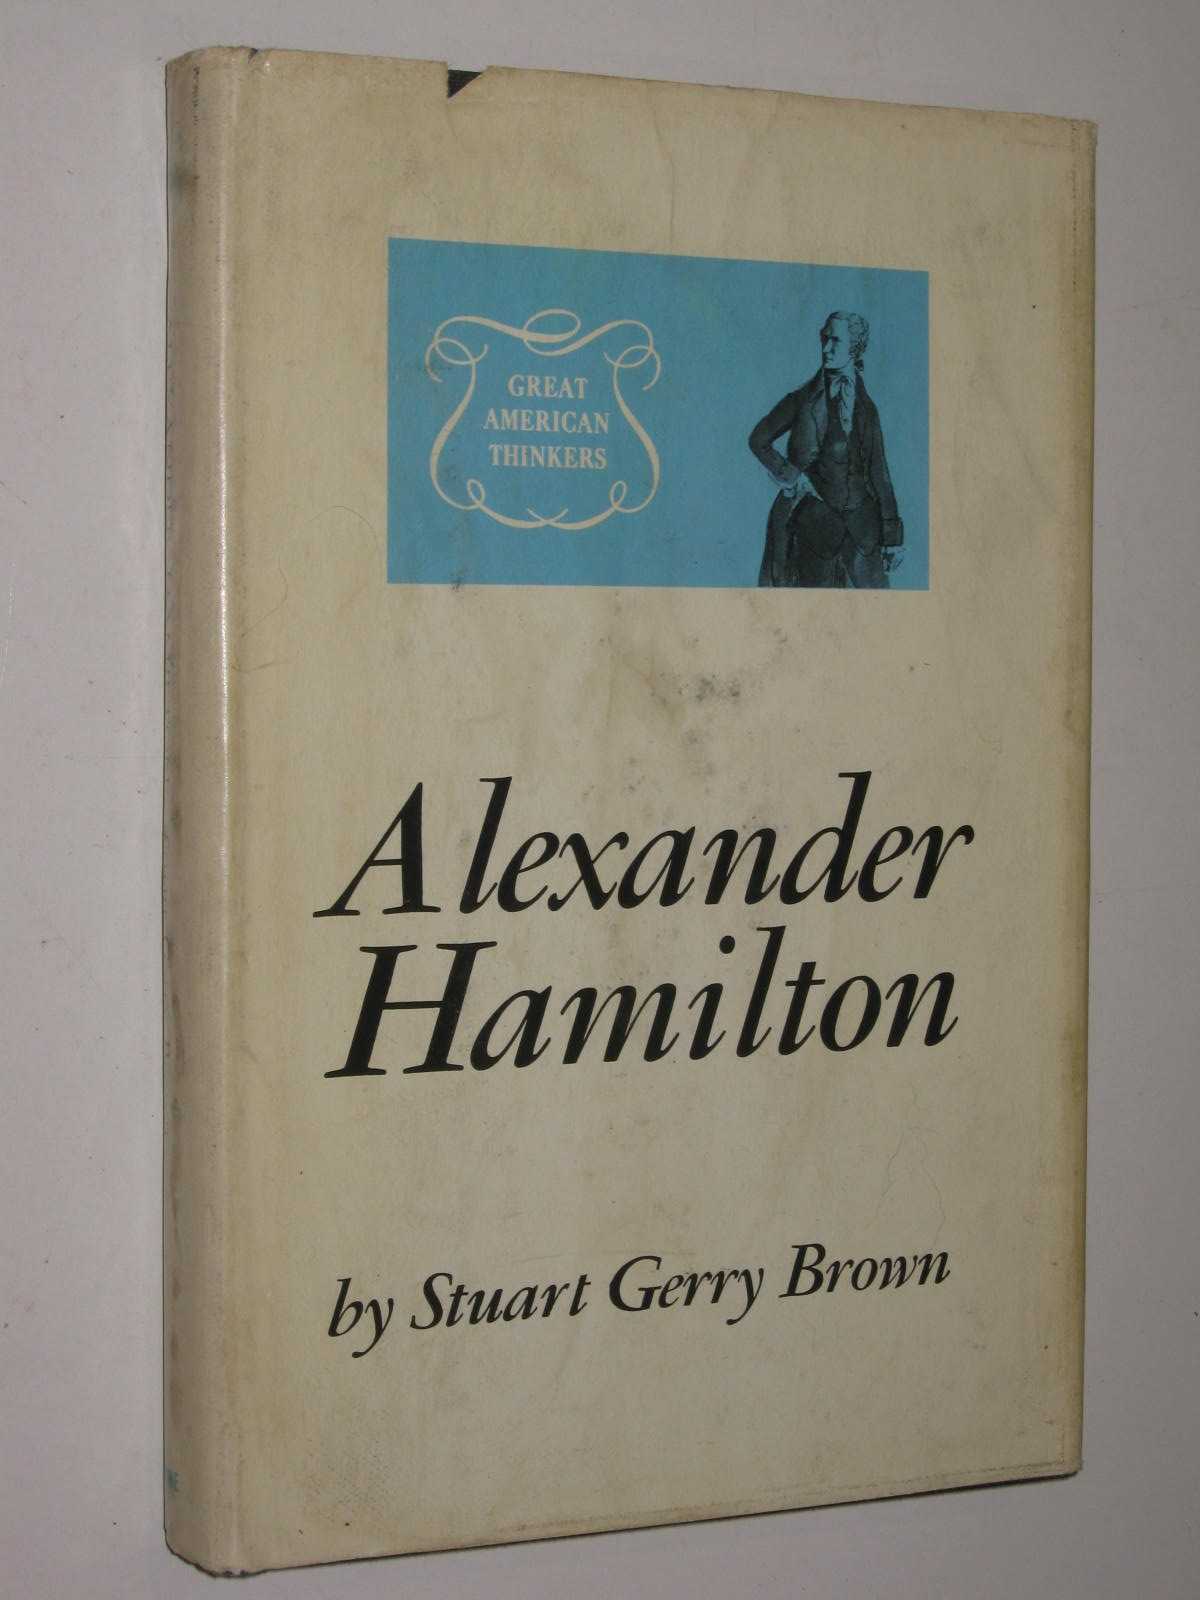 GREAT
AMERICAN
THINKERS
Alexander
Hamilton
by Stuart Gerry Brown